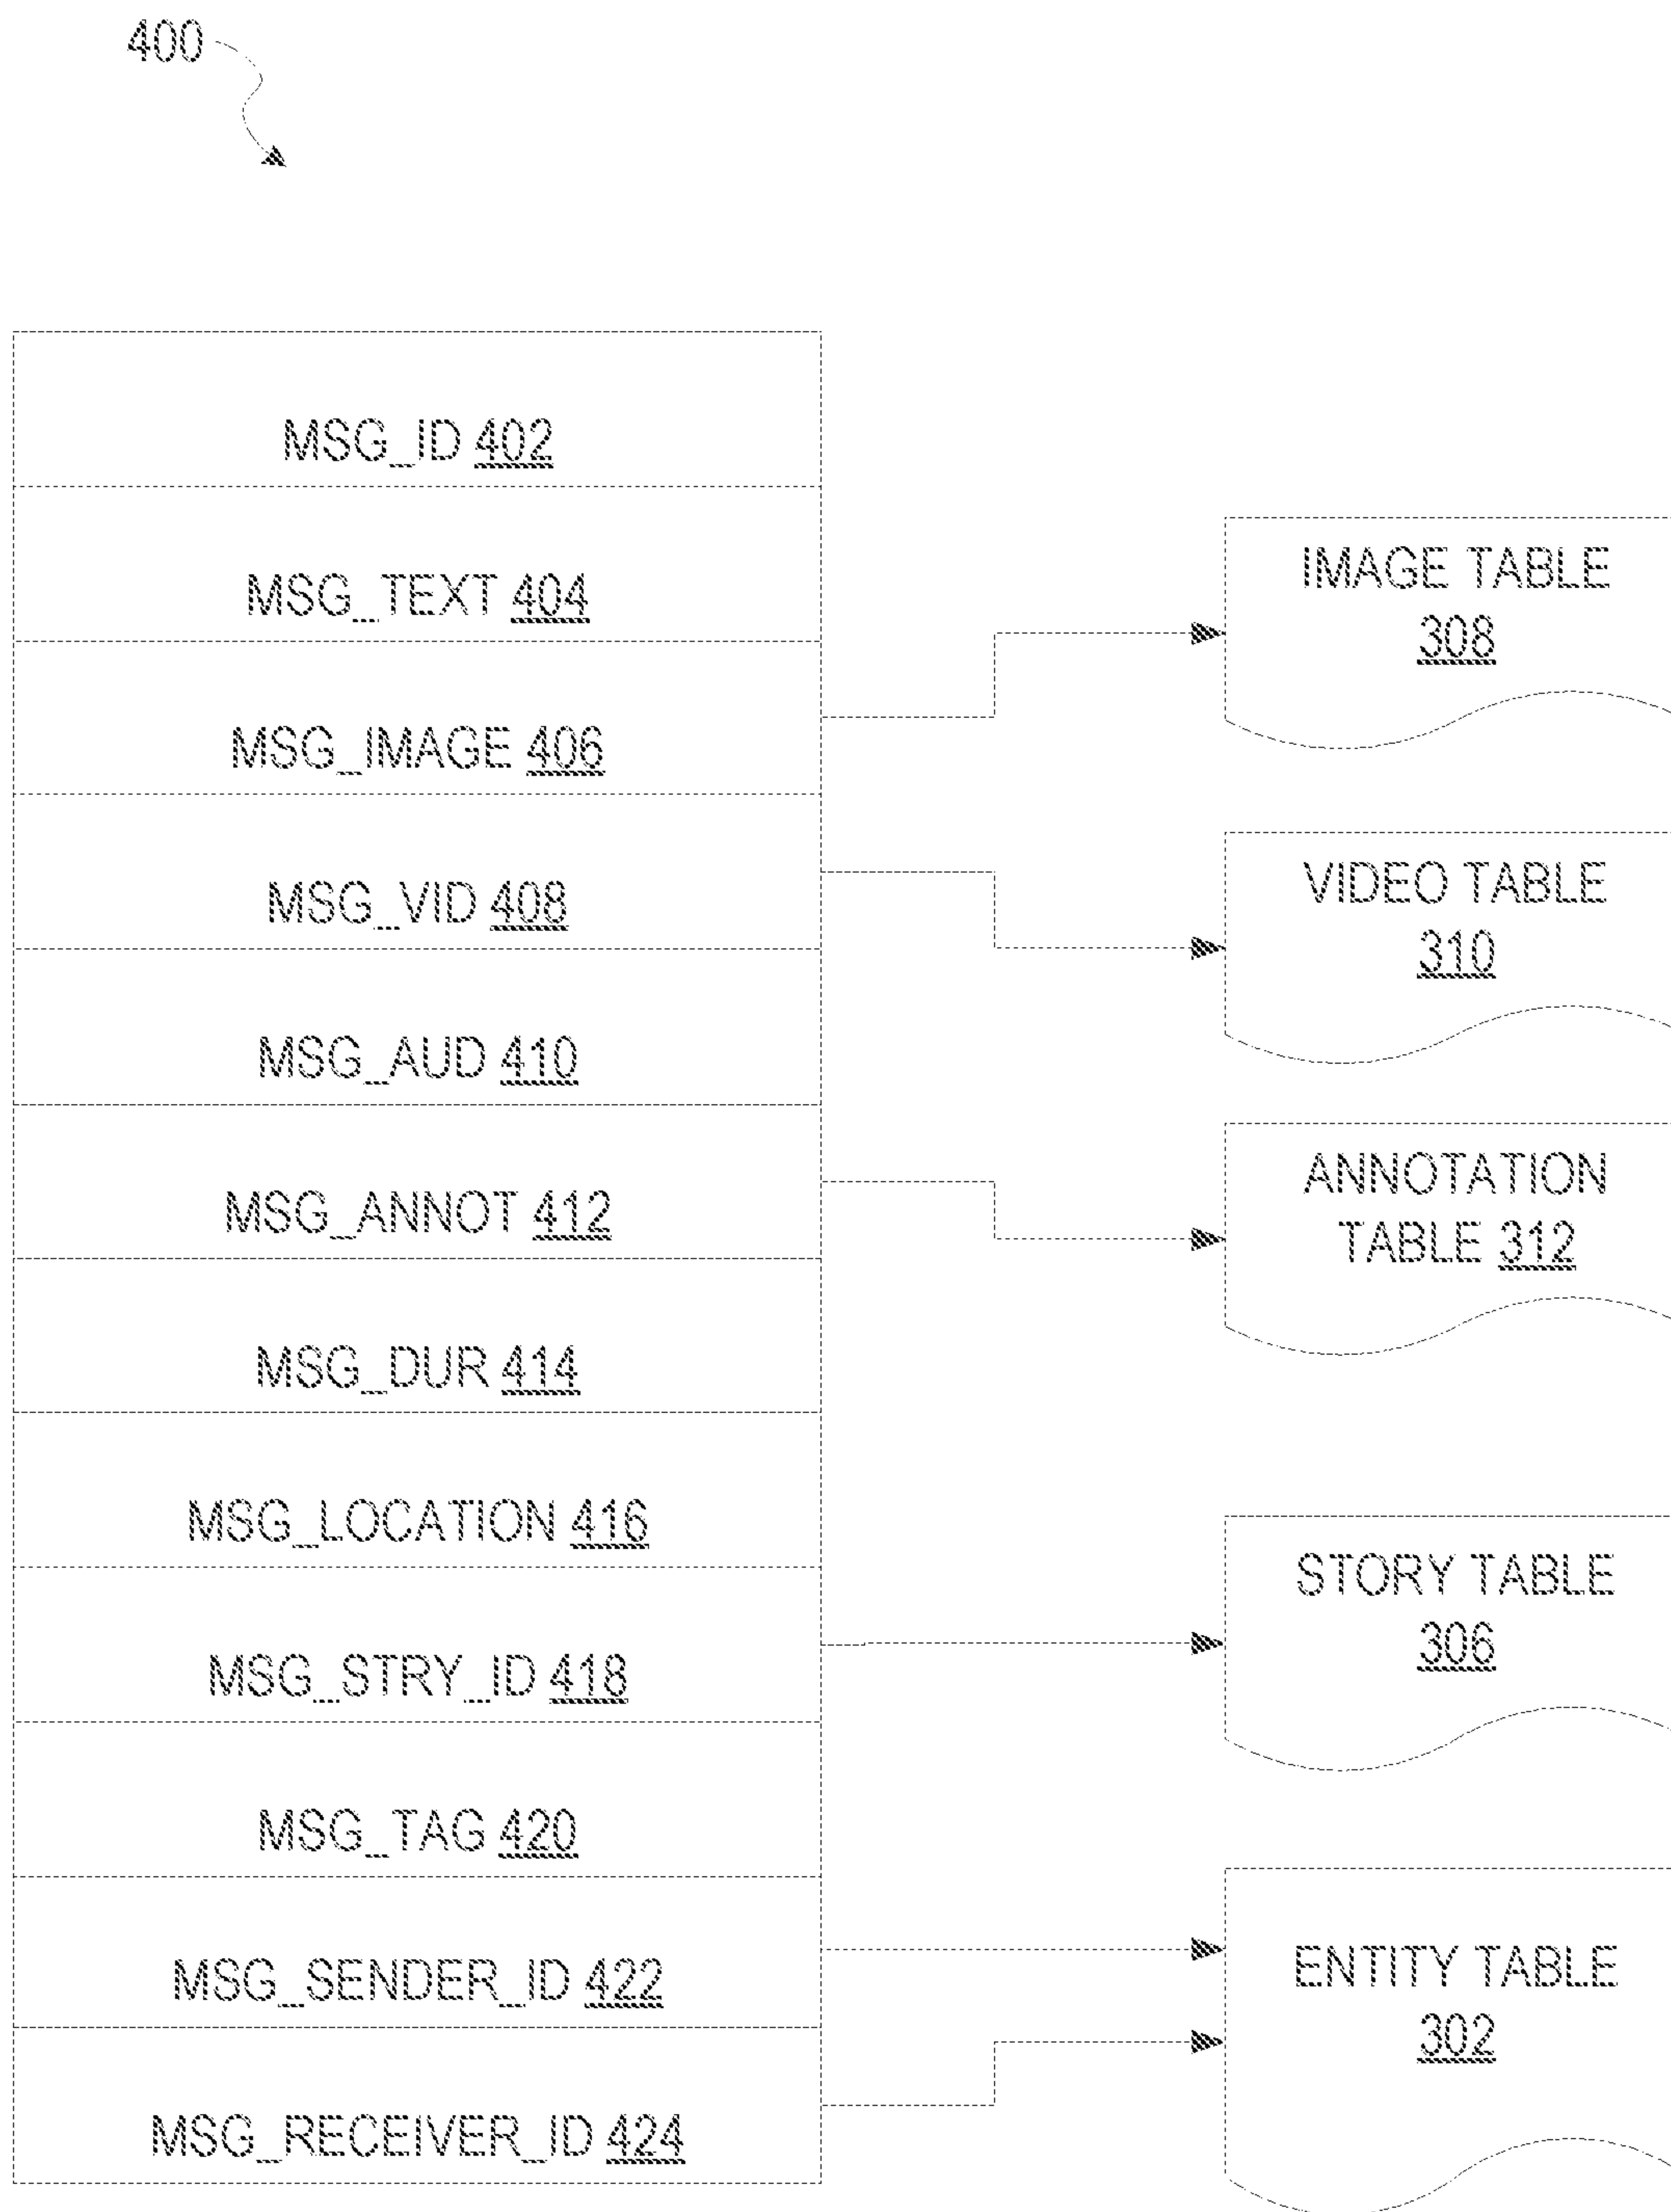 400
MSG_ID 402
MSG_TEXT 404
MSG_IMAGE 406
MSG_VID 408
MSG_AUD 410
MSG_ANNOT 412
MSG_DUR 414
MSG_LOCATION 416
MSG_STRY_ID 418
MSG_TAG 420
MSG_SENDER_ID 422
MSG_RECEIVER_ID 424
IMAGE TABLE
308
VIDEO TABLE
310
ANNOTATION
TABLE 312
STORY TABLE
306
ENTITY TABLE
302